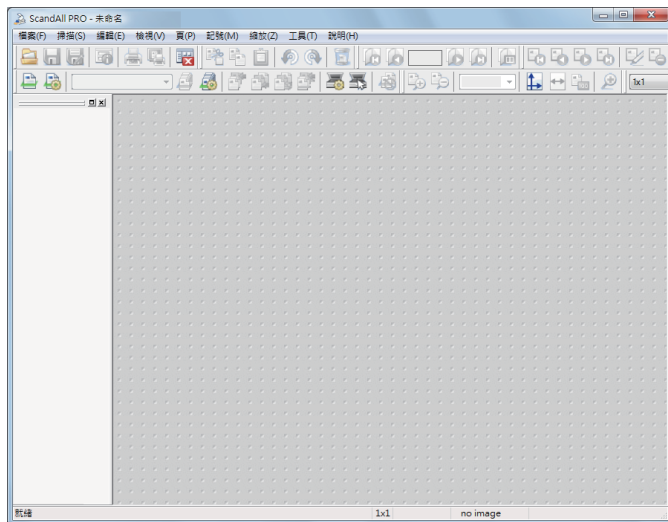 ScandAll PRO - 未命名
檔案(F) 掃描(S) 編輯(E) 檢視(V) 頁(P) 記號(M) 縮放(Z) 工具(T) 說明(H)
1x1
就緒 1x1 no image